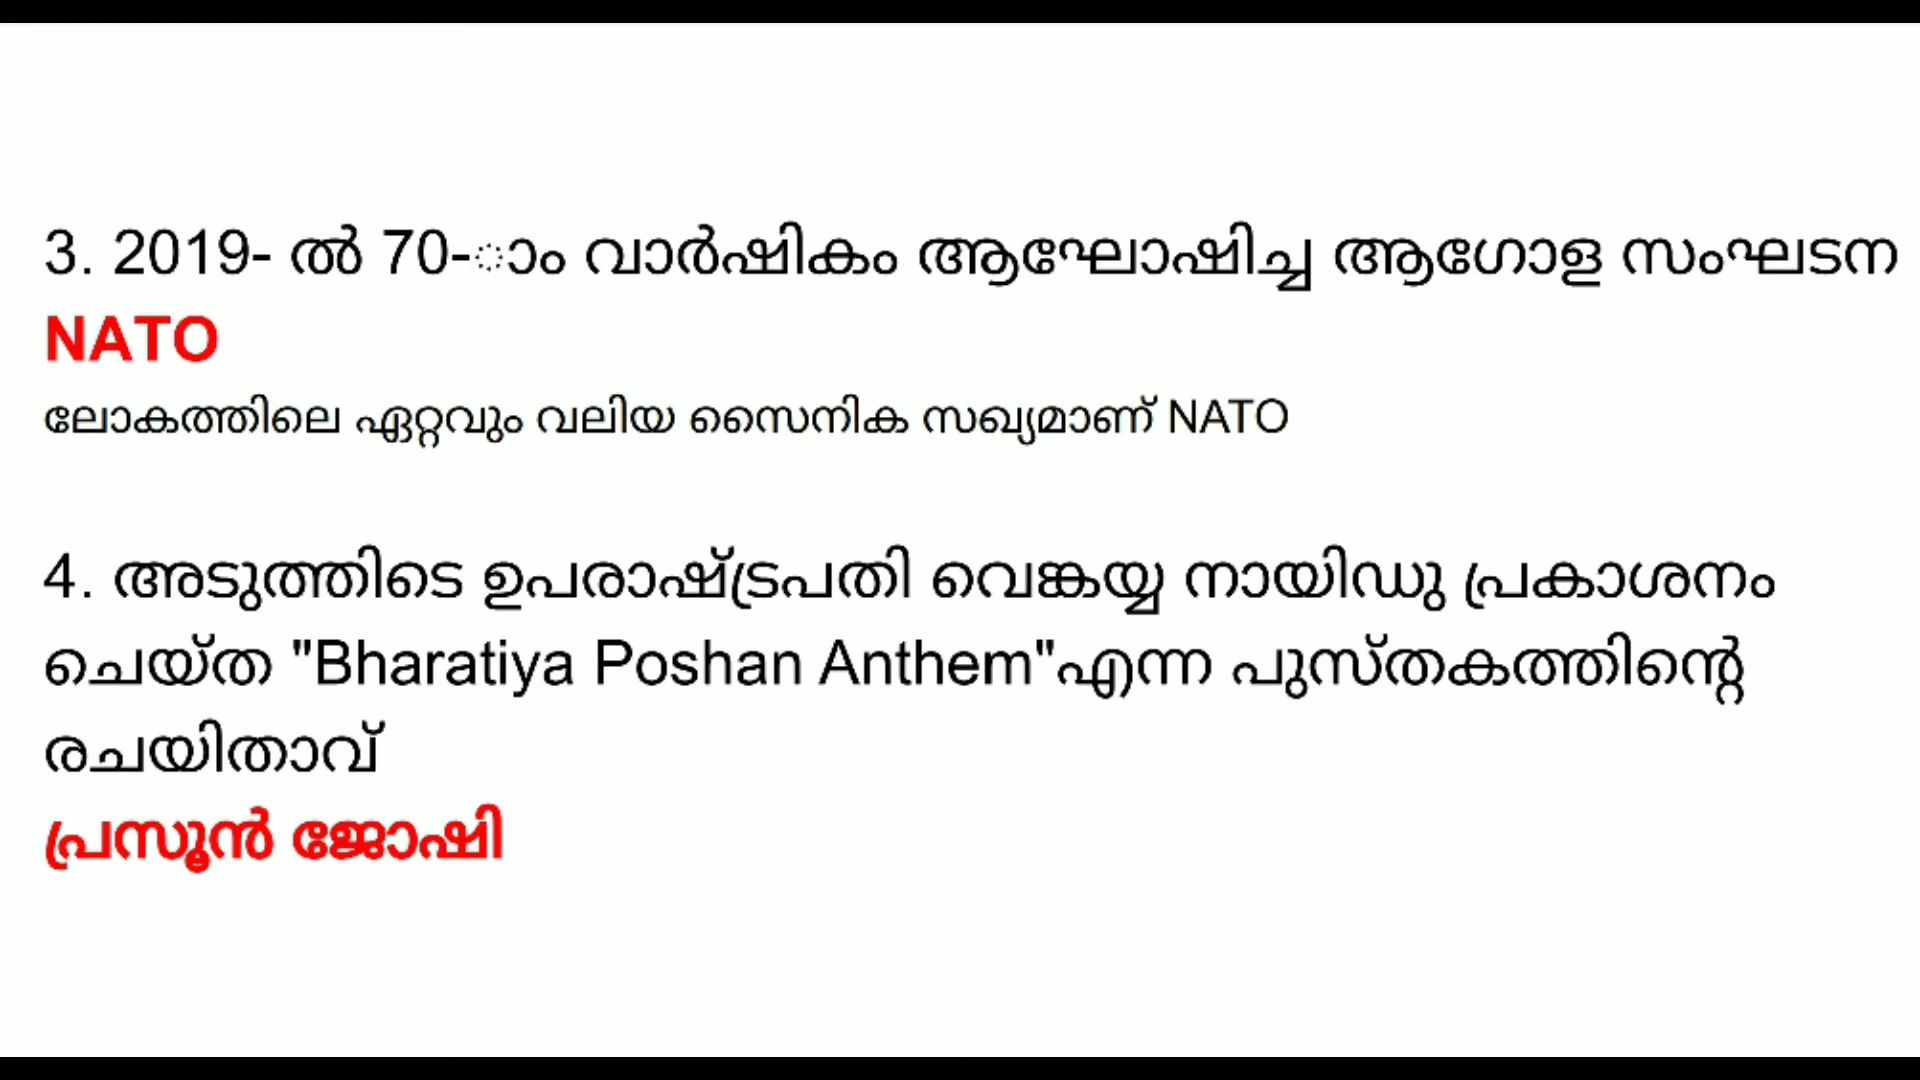 3. 2019- ൽ 70-ാം വാർഷികം ആഘോഷിച്ച ആഗോള സംഘടന
NATO
ലോകത്തിലെ ഏറ്റവും വലിയ സൈനിക സഖ്യമാണ് NATO
4. അടുത്തിടെ ഉപരാഷ്ട്രപതി വെങ്കയ്യ നായിഡു പ്രകാശനം
ചെയ്ത "Bharatiya Poshan Anthem"എന്ന പുസ്തകത്തിന്റെ
രചയിതാവ്
പ്രസൂൻ ജോഷി